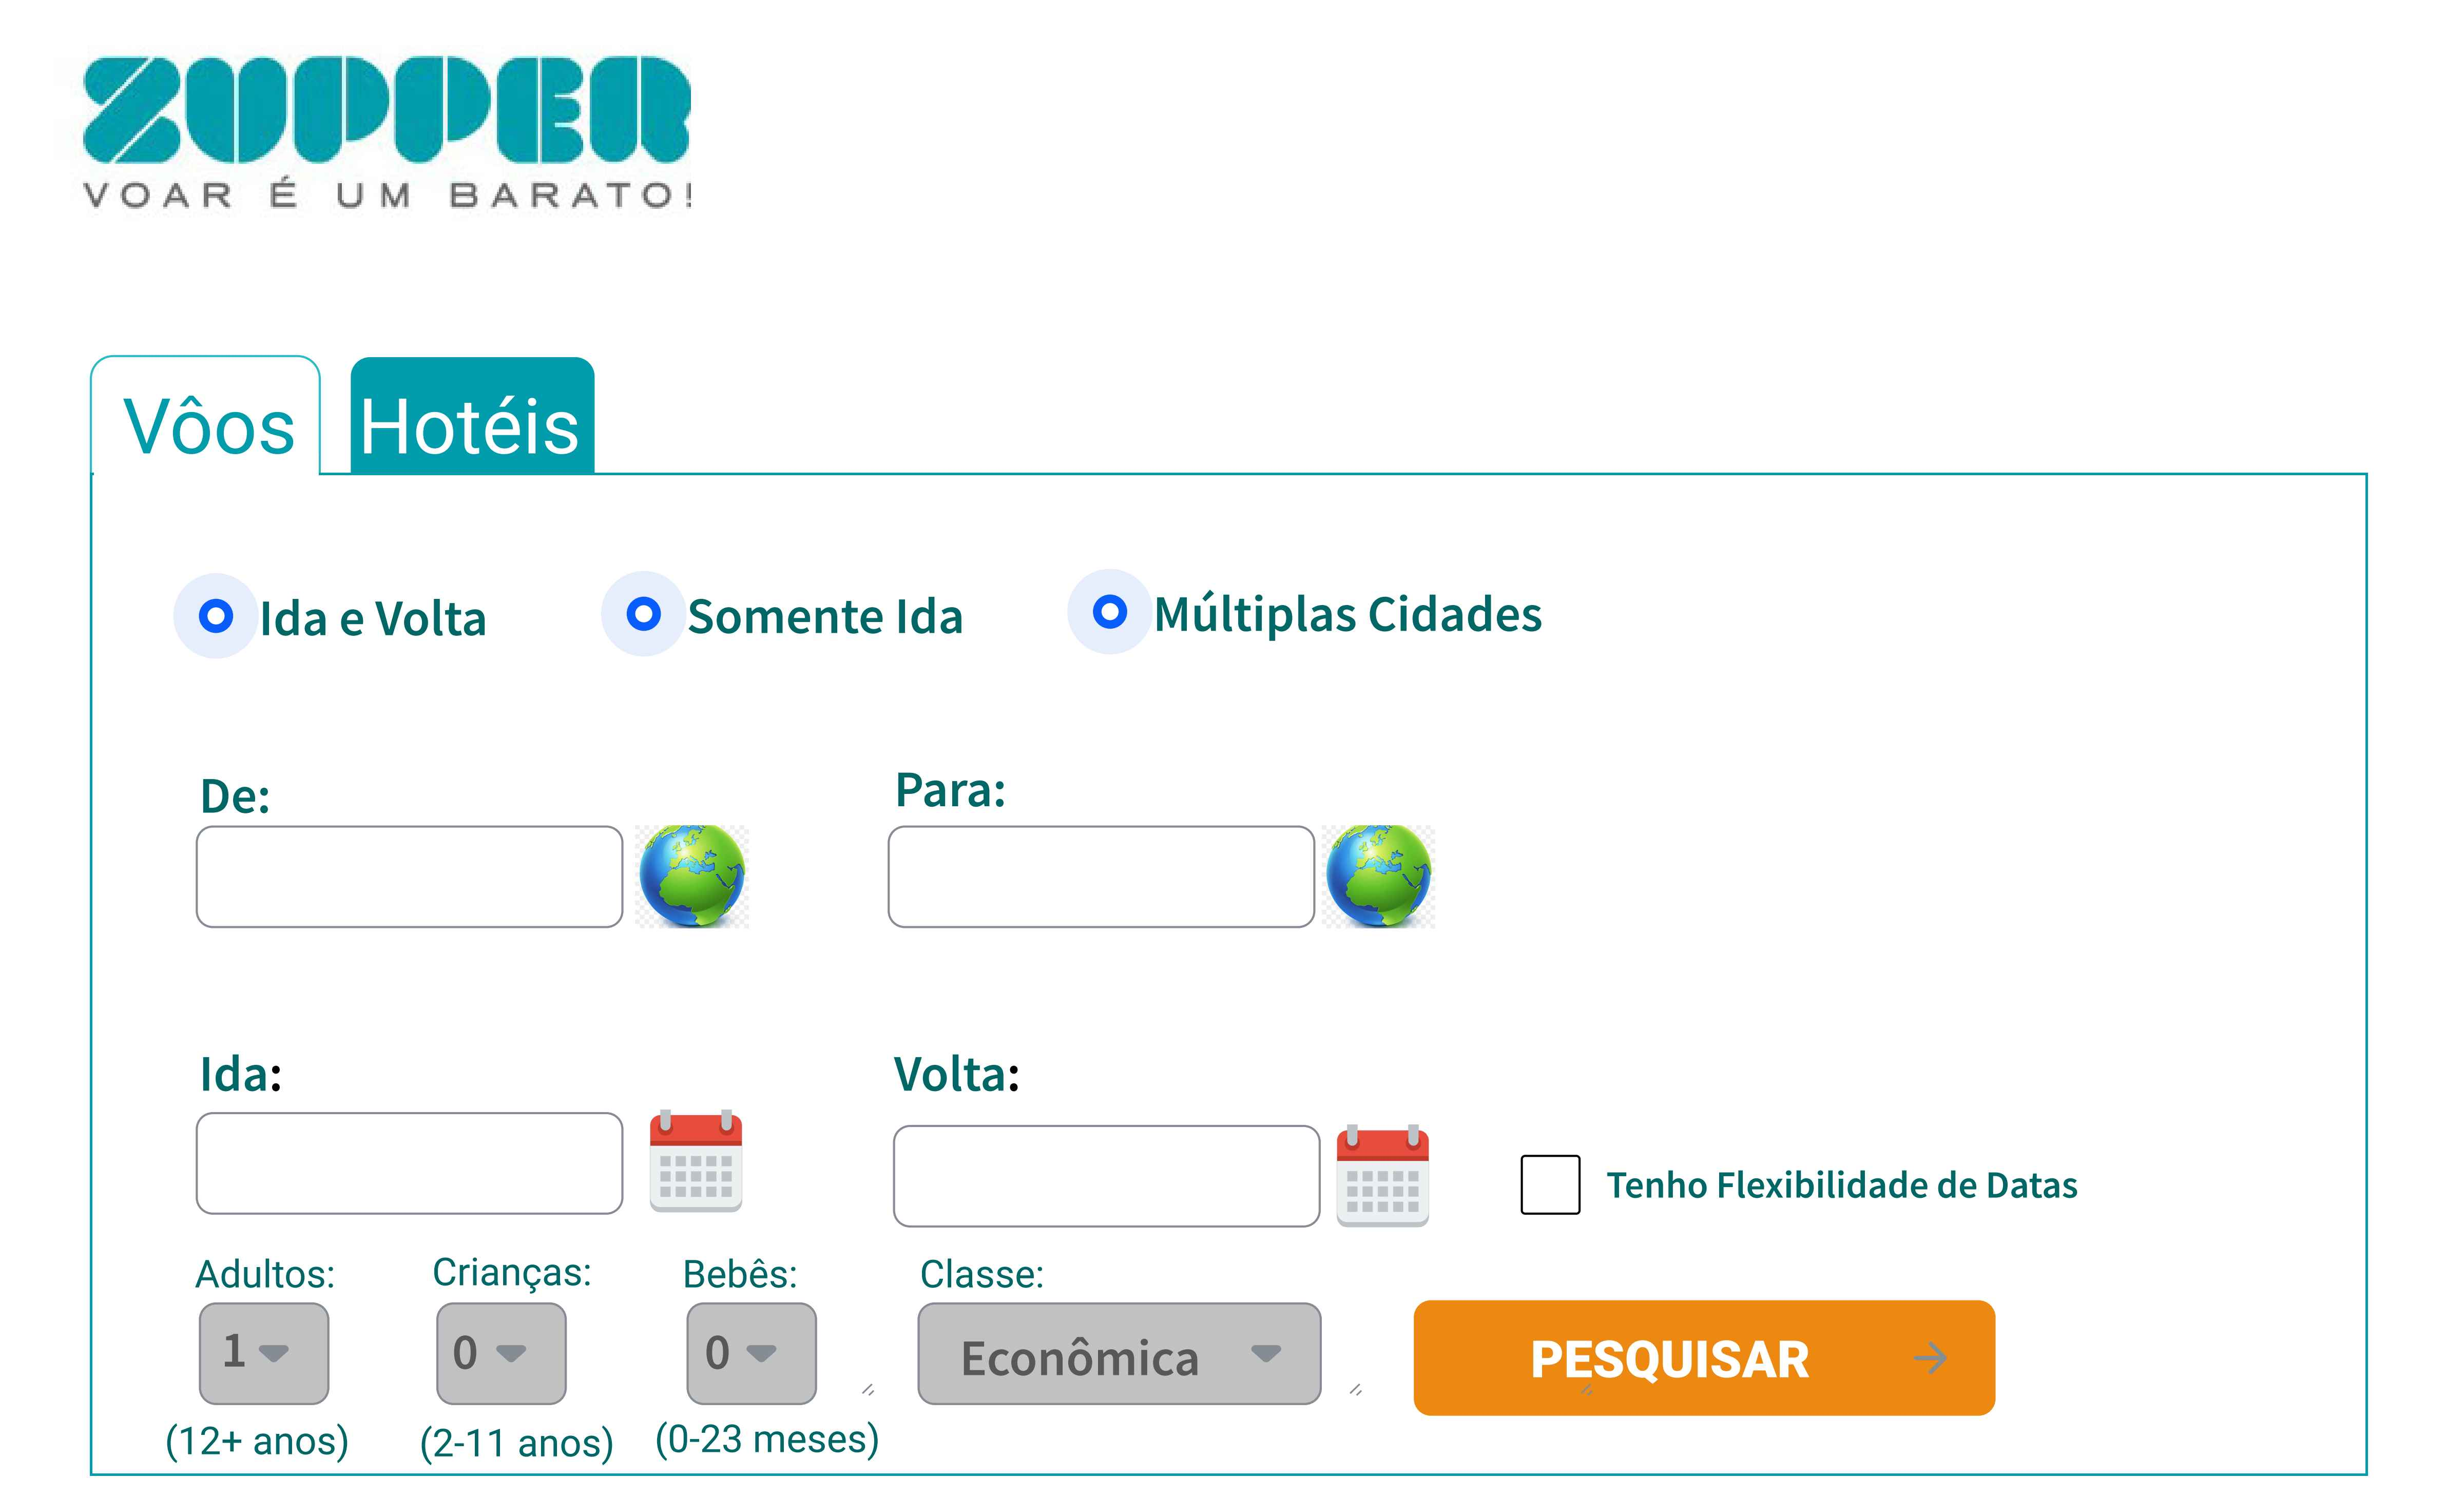 ZUPPER
VOAR É UM BARATO!
Vôos
Hotéis
Ida e Volta
Somente Ida
Múltiplas Cidades
De:
Para:
Ida:
Volta:
Tenho Flexibilidade de Datas
Adultos:
Crianças:
Bebês:
Classe:
1
0
0
Econômica
PESQUISAR
(12+ anos)
(2-11 anos)
(0-23 meses)